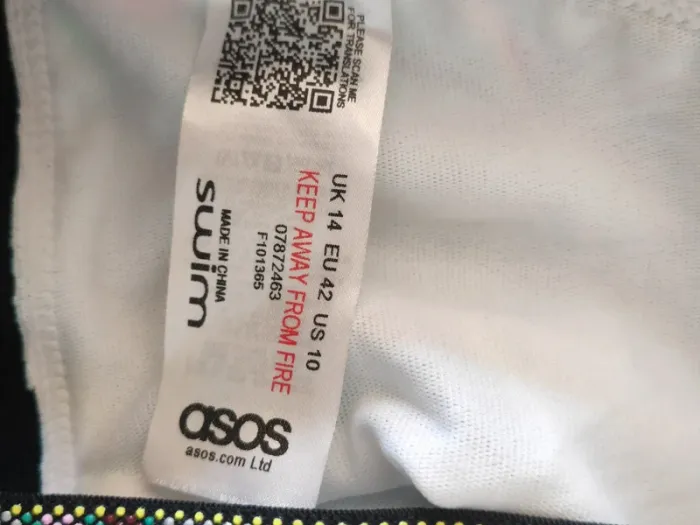 PLEASE SCAN ME
FOR TRANSLATIONS
UK 14 EU 42 US 10
KEEP AWAY FROM FIRE
07872463
F101365
MADE IN CHINA
swim
asos
asos.com Ltd